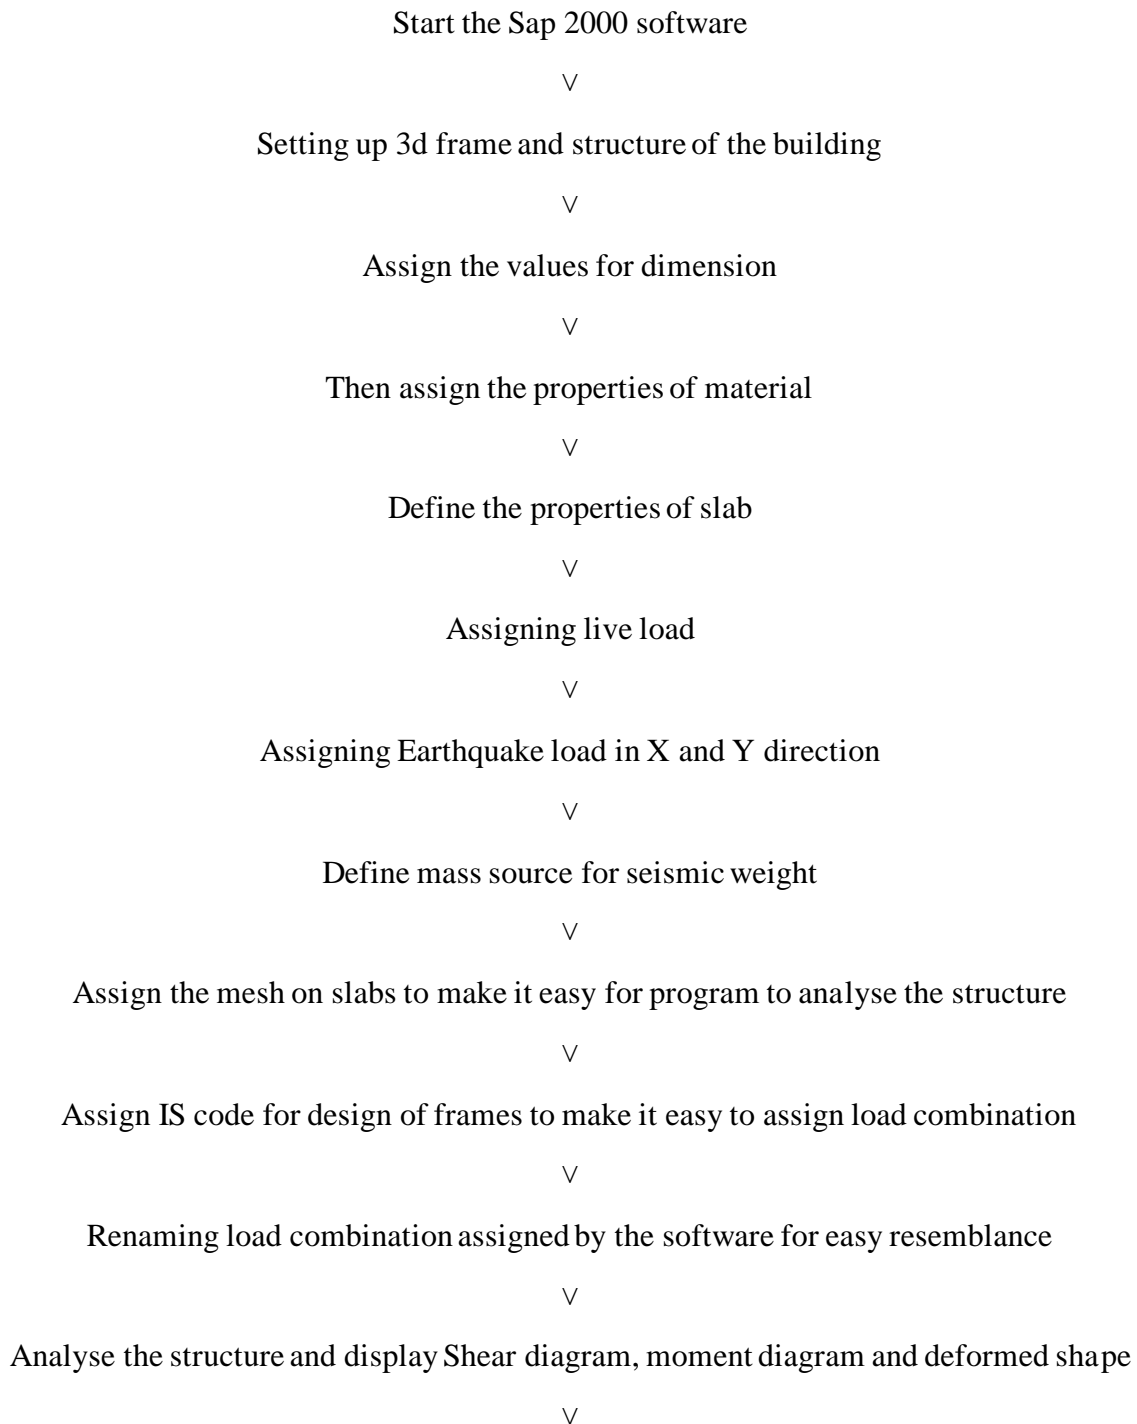 Start the Sap 2000 software
˅
Setting up 3d frame and structure of the building
˅
Assign the values for dimension
˅
Then assign the properties of material
˅
Define the properties of slab
˅
Assigning live load
˅
Assigning Earthquake load in X and Y direction
˅
Define mass source for seismic weight
˅
Assign the mesh on slabs to make it easy for program to analyse the structure
˅
Assign IS code for design of frames to make it easy to assign load combination
˅
Renaming load combination assigned by the software for easy resemblance
˅
Analyse the structure and display Shear diagram, moment diagram and deformed shape
˅